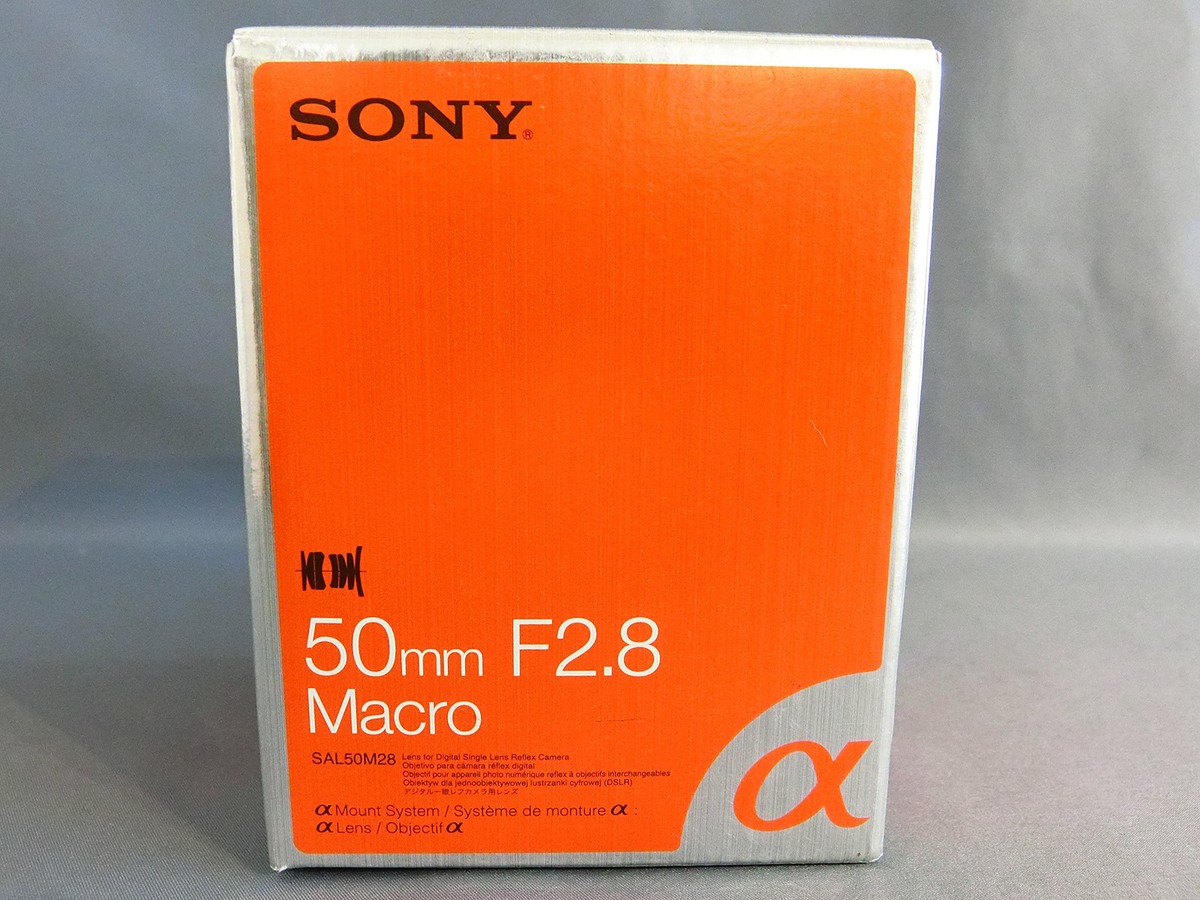 SONY®
50mm F2.8
Macro
SAL50M28 Lens for Digital Single Lens Reflex Camera
Objetivo para cámara réflex digital
Objectif pour appareil photo numérique reflex à objectifs interchangeables
Obiektyw dla jednoobiektywowej lustrzanki cyfrowej (DSLR)
デジタル一眼レフカメラ用レンズ
α Mount System / Système de monture α :
α Lens / Objectif α
α